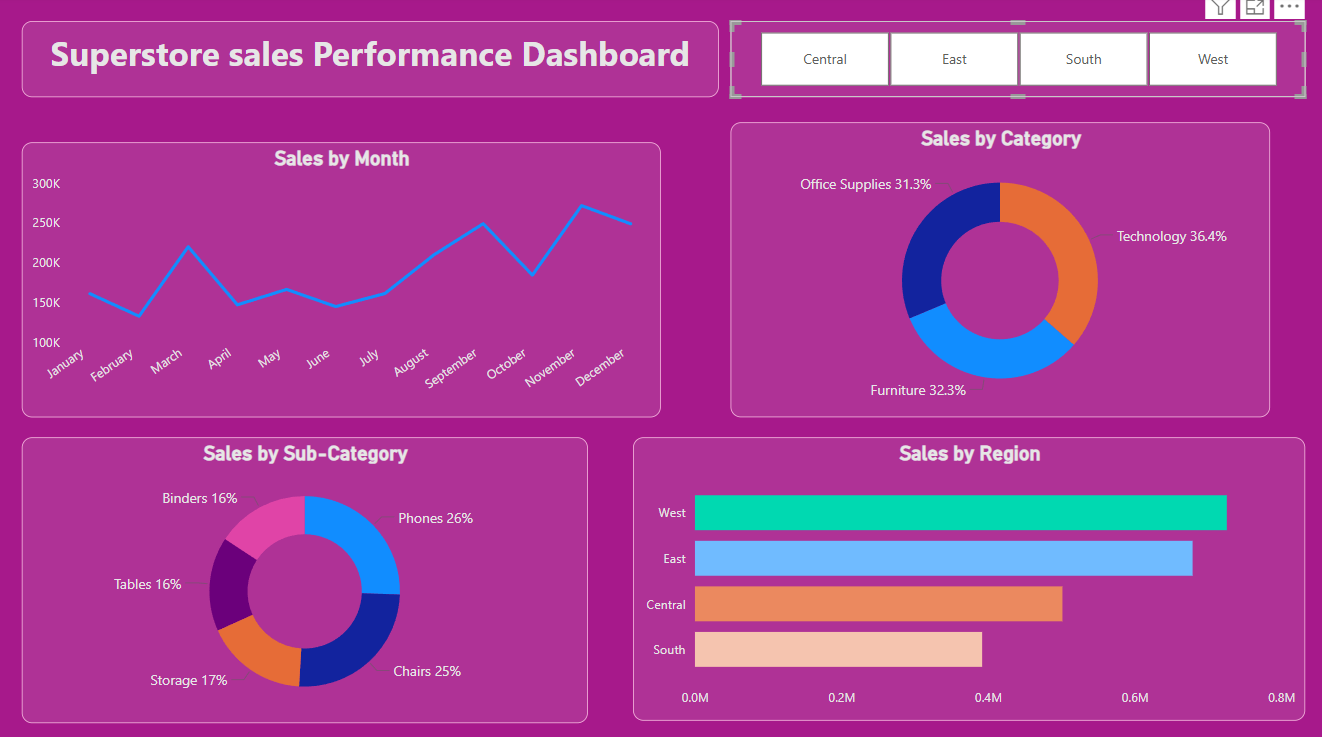 Superstore sales Performance Dashboard
Central
East
South
West
Sales by Month
300K
250K
200K
150K
100K
January
February
March
April
May
June
July
August
September
October
November
December
Sales by Category
Office Supplies 31.3%
Technology 36.4%
Furniture 32.3%
Sales by Sub-Category
Binders 16%
Phones 26%
Tables 16%
Chairs 25%
Storage 17%
Sales by Region
West
East
Central
South
0.0M
0.2M
0.4M
0.6M
0.8M